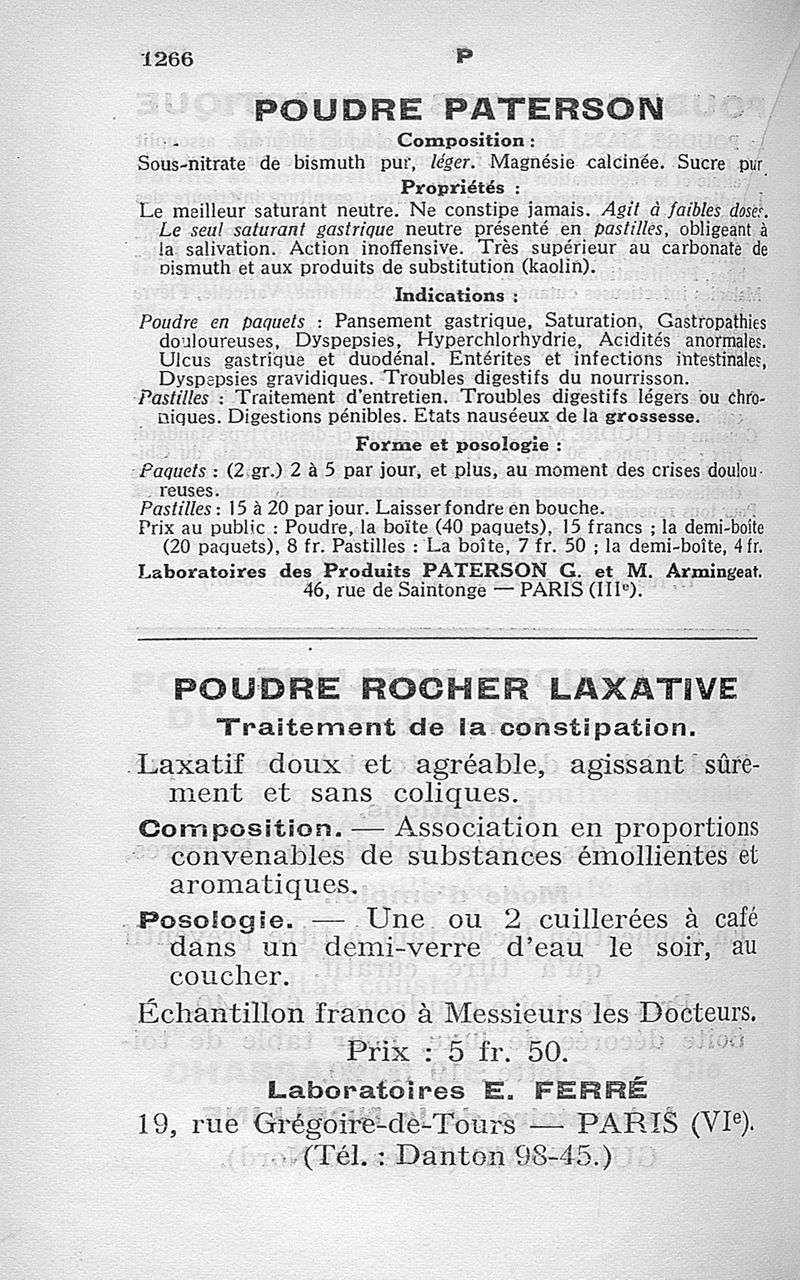 1266
P
POUDRE PATERSON
Composition :
Sous-nitrate de bismuth pur, léger. Magnésie calcinée. Sucre pur
Propriétés :
Le meilleur saturant neutre. Ne constipe jamais. Agit à faibles doses.
Le seul saturant gastrique neutre présenté en pastilles, obligeant à
la salivation. Action inoffensive. Très supérieur au carbonate de
bismuth et aux produits de substitution (kaolin).
Indications :
Poudre en paquets : Pansement gastrique, Saturation, Gastropathies
douloureuses, Dyspepsies, Hyperchlorhydrie, Acidités anormales.
Ulcus gastrique et duodénal. Entérites et infections intestinales,
Dyspepsies gravidiques. Troubles digestifs du nourrisson.
Pastilles : Traitement d'entretien. Troubles digestifs légers ou chro-
niques. Digestions pénibles. Etats nauséeux de la grossesse.
Forme et posologie :
Paquets : (2 gr.) 2 à 5 par jour, et plus, au moment des crises doulou-
reuses.
Pastilles : 15 à 20 par jour. Laisser fondre en bouche.
Prix au public : Poudre, la boîte (40 paquets), 15 francs ; la demi-boîte
(20 paquets), 8 fr. Pastilles : La boîte, 7 fr. 50 ; la demi-boîte, 4 fr.
Laboratoires des Produits PATERSON G. et M. Armingeat.
46, rue de Saintonge — PARIS (IIIe).
POUDRE ROCHER LAXATIVE
Traitement de la constipation.
Laxatif doux et agréable, agissant sûre-
ment et sans coliques.
Composition. — Association en proportions
convenables de substances émollientes et
aromatiques.
Posologie. — Une ou 2 cuillerées à café
dans un demi-verre d'eau le soir, au
coucher.
Échantillon franco à Messieurs les Docteurs.
Prix : 5 fr. 50.
Laboratoires E. FERRÉ
19, rue Grégoire-de-Tours — PARIS (VIe).
(Tél. : Danton 98-45.)